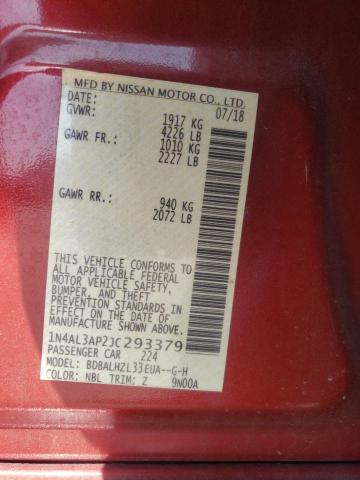 MFD BY NISSAN MOTOR CO., LTD.
DATE: 07/18
GVWR: 1917 KG
4226 LB
GAWR FR: 1010 KG
2227 LB
GAWR RR: 940 KG
2072 LB
THIS VEHICLE CONFORMS TO
ALL APPLICABLE FEDERAL
MOTOR VEHICLE SAFETY,
BUMPER, AND THEFT
PREVENTION STANDARDS IN
EFFECT ON THE DATE OF
MANUFACTURE SHOWN ABOVE.
1N4AL3AP2JC293379
PASSENGER CAR 224
MODEL: BDBALHZL33EUA--G-H
COLOR: NBL TRIM: Z 9N00A